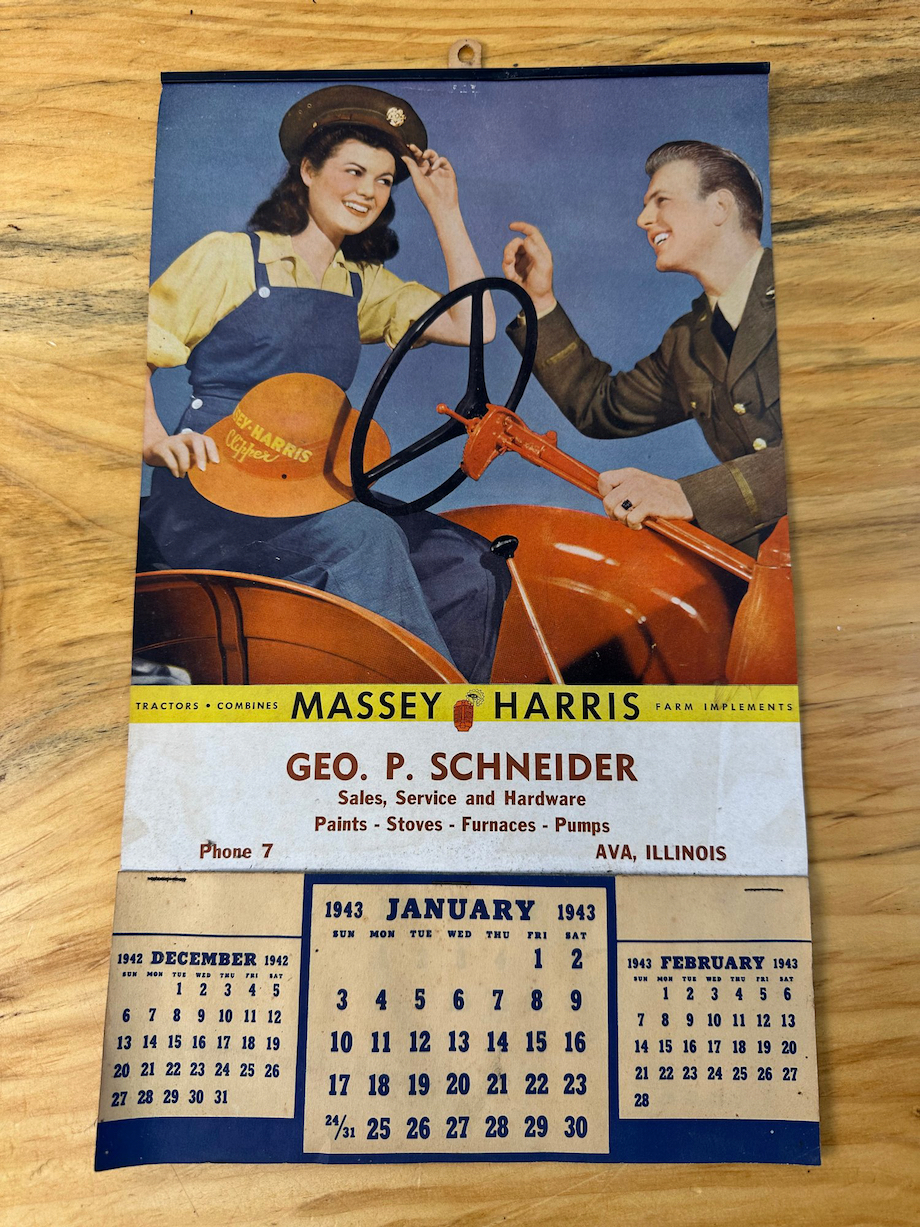 EY-HARRIS
Clipper
TRACTORS • COMBINES MASSEY HARRIS FARM IMPLEMENTS
GEO. P. SCHNEIDER
Sales, Service and Hardware
Paints - Stoves - Furnaces - Pumps
Phone 7 AVA, ILLINOIS
1943 JANUARY 1943
SUN MON TUE WED THU FRI SAT
1 2
3 4 5 6 7 8 9
10 11 12 13 14 15 16
17 18 19 20 21 22 23
24/31 25 26 27 28 29 30
1942 DECEMBER 1942
SUN MON TUE WED THU FRI SAT
1 2 3 4 5
6 7 8 9 10 11 12
13 14 15 16 17 18 19
20 21 22 23 24 25 26
27 28 29 30 31
1943 FEBRUARY 1943
SUN MON TUE WED THU FRI SAT
1 2 3 4 5 6
7 8 9 10 11 12 13
14 15 16 17 18 19 20
21 22 23 24 25 26 27
28